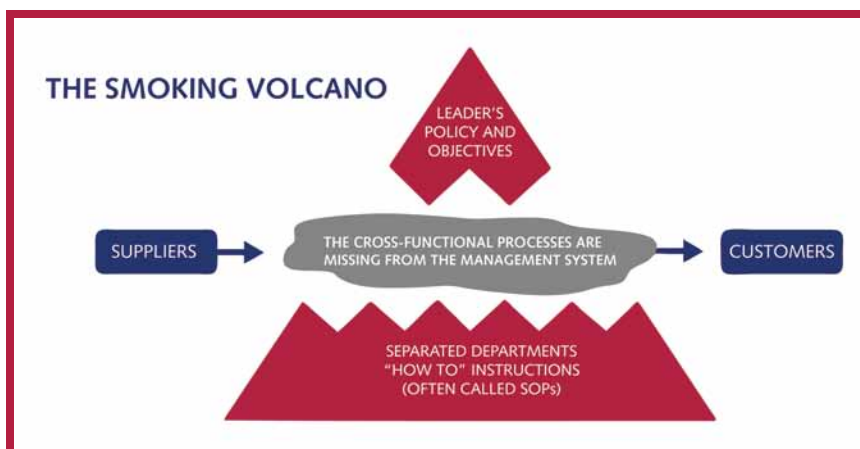 THE SMOKING VOLCANO
LEADER'S
POLICY AND
OBJECTIVES
SUPPLIERS
THE CROSS-FUNCTIONAL PROCESSES ARE
MISSING FROM THE MANAGEMENT SYSTEM
CUSTOMERS
SEPARATED DEPARTMENTS
“HOW TO” INSTRUCTIONS
(OFTEN CALLED SOPs)